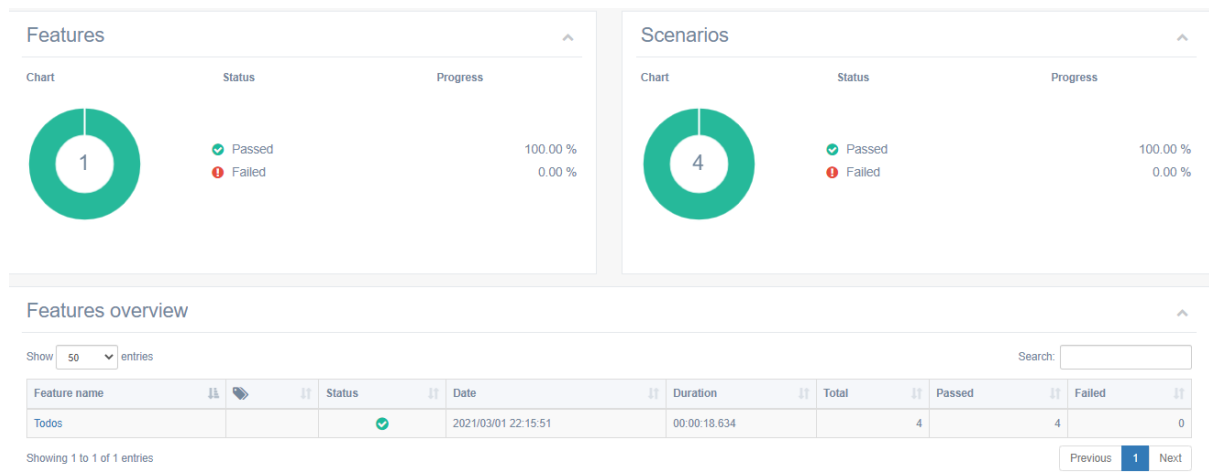 Features
Chart Status Progress
1
Passed 100.00 %
Failed 0.00 %
Scenarios
Chart Status Progress
4
Passed 100.00 %
Failed 0.00 %
Features overview
Show 50 entries Search:
Feature name Status Date Duration Total Passed Failed
Todos 2021/03/01 22:15:51 00:00:18.634 4 4 0
Showing 1 to 1 of 1 entries Previous 1 Next